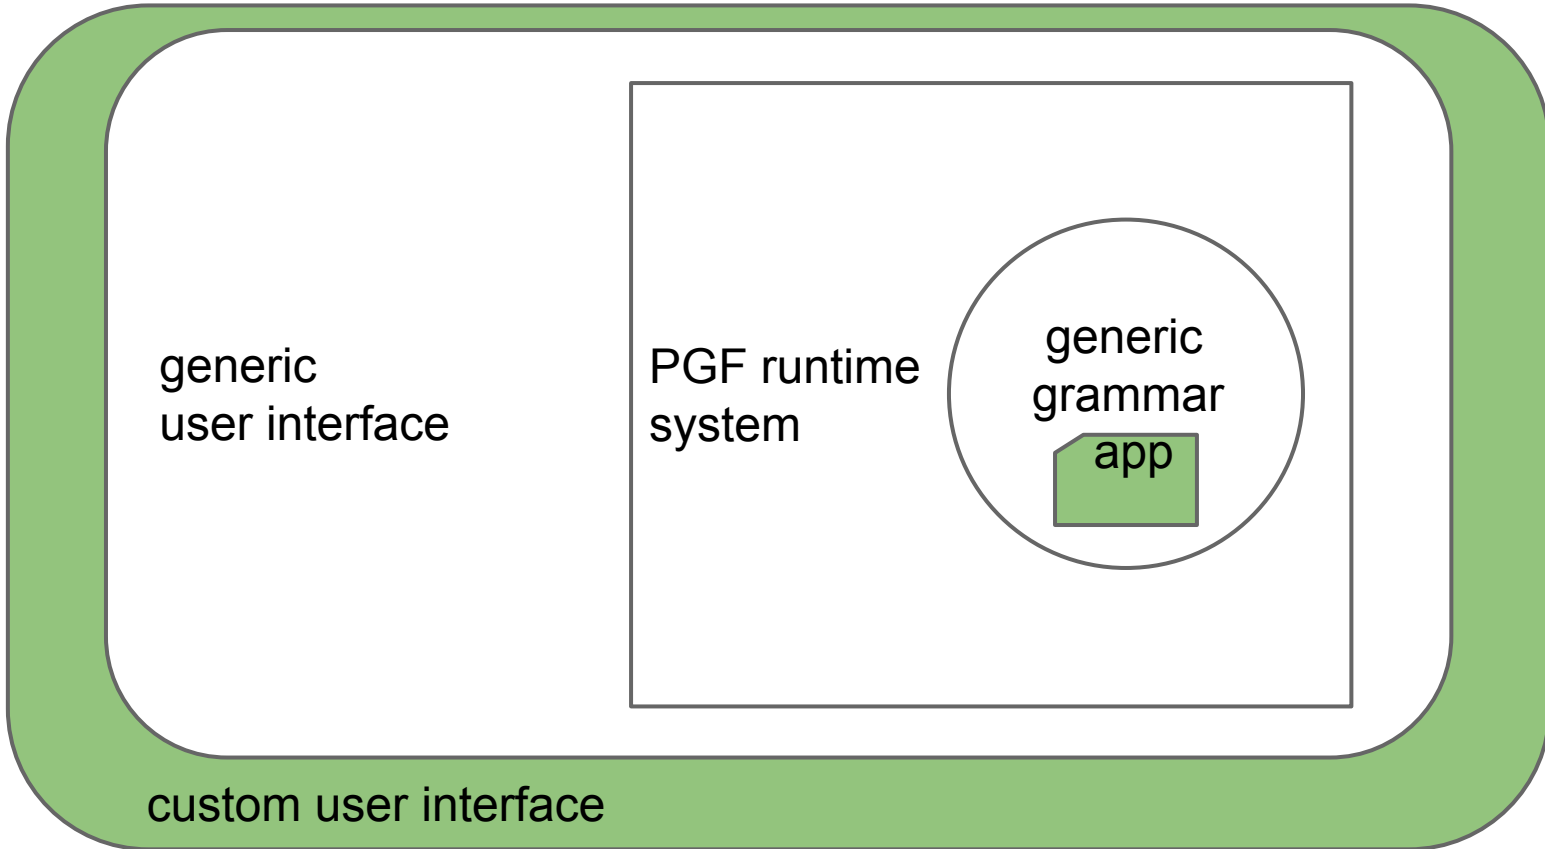 generic
user interface
PGF runtime
system
generic
grammar
app
custom user interface